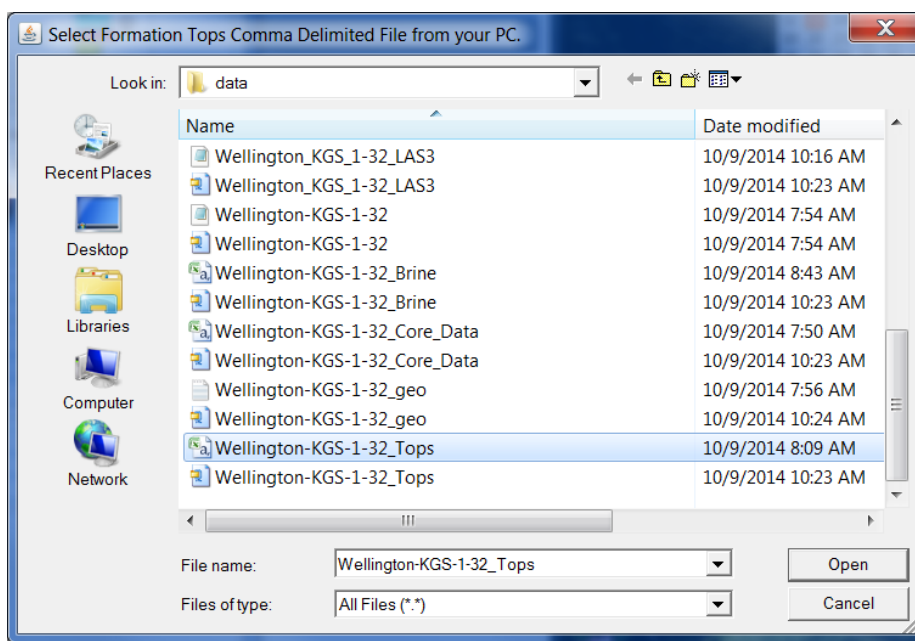 Select Formation Tops Comma Delimited File from your PC.
Look in: data
Name Date modified
Wellington_KGS_1-32_LAS3 10/9/2014 10:16 AM
Wellington_KGS_1-32_LAS3 10/9/2014 10:23 AM
Wellington-KGS-1-32 10/9/2014 7:54 AM
Wellington-KGS-1-32 10/9/2014 7:54 AM
Wellington-KGS-1-32_Brine 10/9/2014 8:43 AM
Wellington-KGS-1-32_Brine 10/9/2014 10:23 AM
Wellington-KGS-1-32_Core_Data 10/9/2014 7:50 AM
Wellington-KGS-1-32_Core_Data 10/9/2014 10:23 AM
Wellington-KGS-1-32_geo 10/9/2014 7:56 AM
Wellington-KGS-1-32_geo 10/9/2014 10:24 AM
Wellington-KGS-1-32_Tops 10/9/2014 8:09 AM
Wellington-KGS-1-32_Tops 10/9/2014 10:23 AM
Recent Places
Desktop
Libraries
Computer
Network
File name: Wellington-KGS-1-32_Tops Open
Files of type: All Files (*.*) Cancel